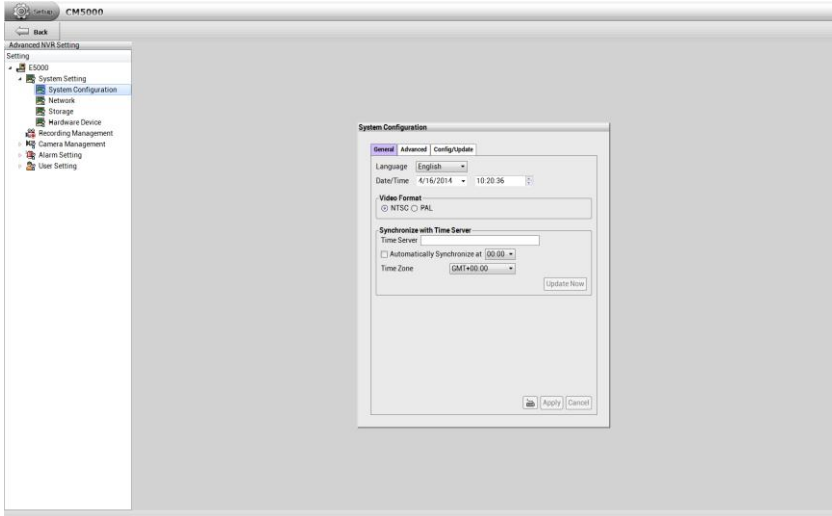 Setup CM5000
Back
Advanced NVR Setting
Setting
E5000
System Setting
System Configuration
Network
Storage
Hardware Device
Recording Management
Camera Management
Alarm Setting
User Setting
System Configuration
General Advanced Config/Update
Language English
Date/Time 4/16/2014 10:20:36
Video Format
NTSC PAL
Synchronize with Time Server
Time Server
Automatically Synchronize at 00:00
Time Zone GMT+00:00
Update Now
Apply Cancel